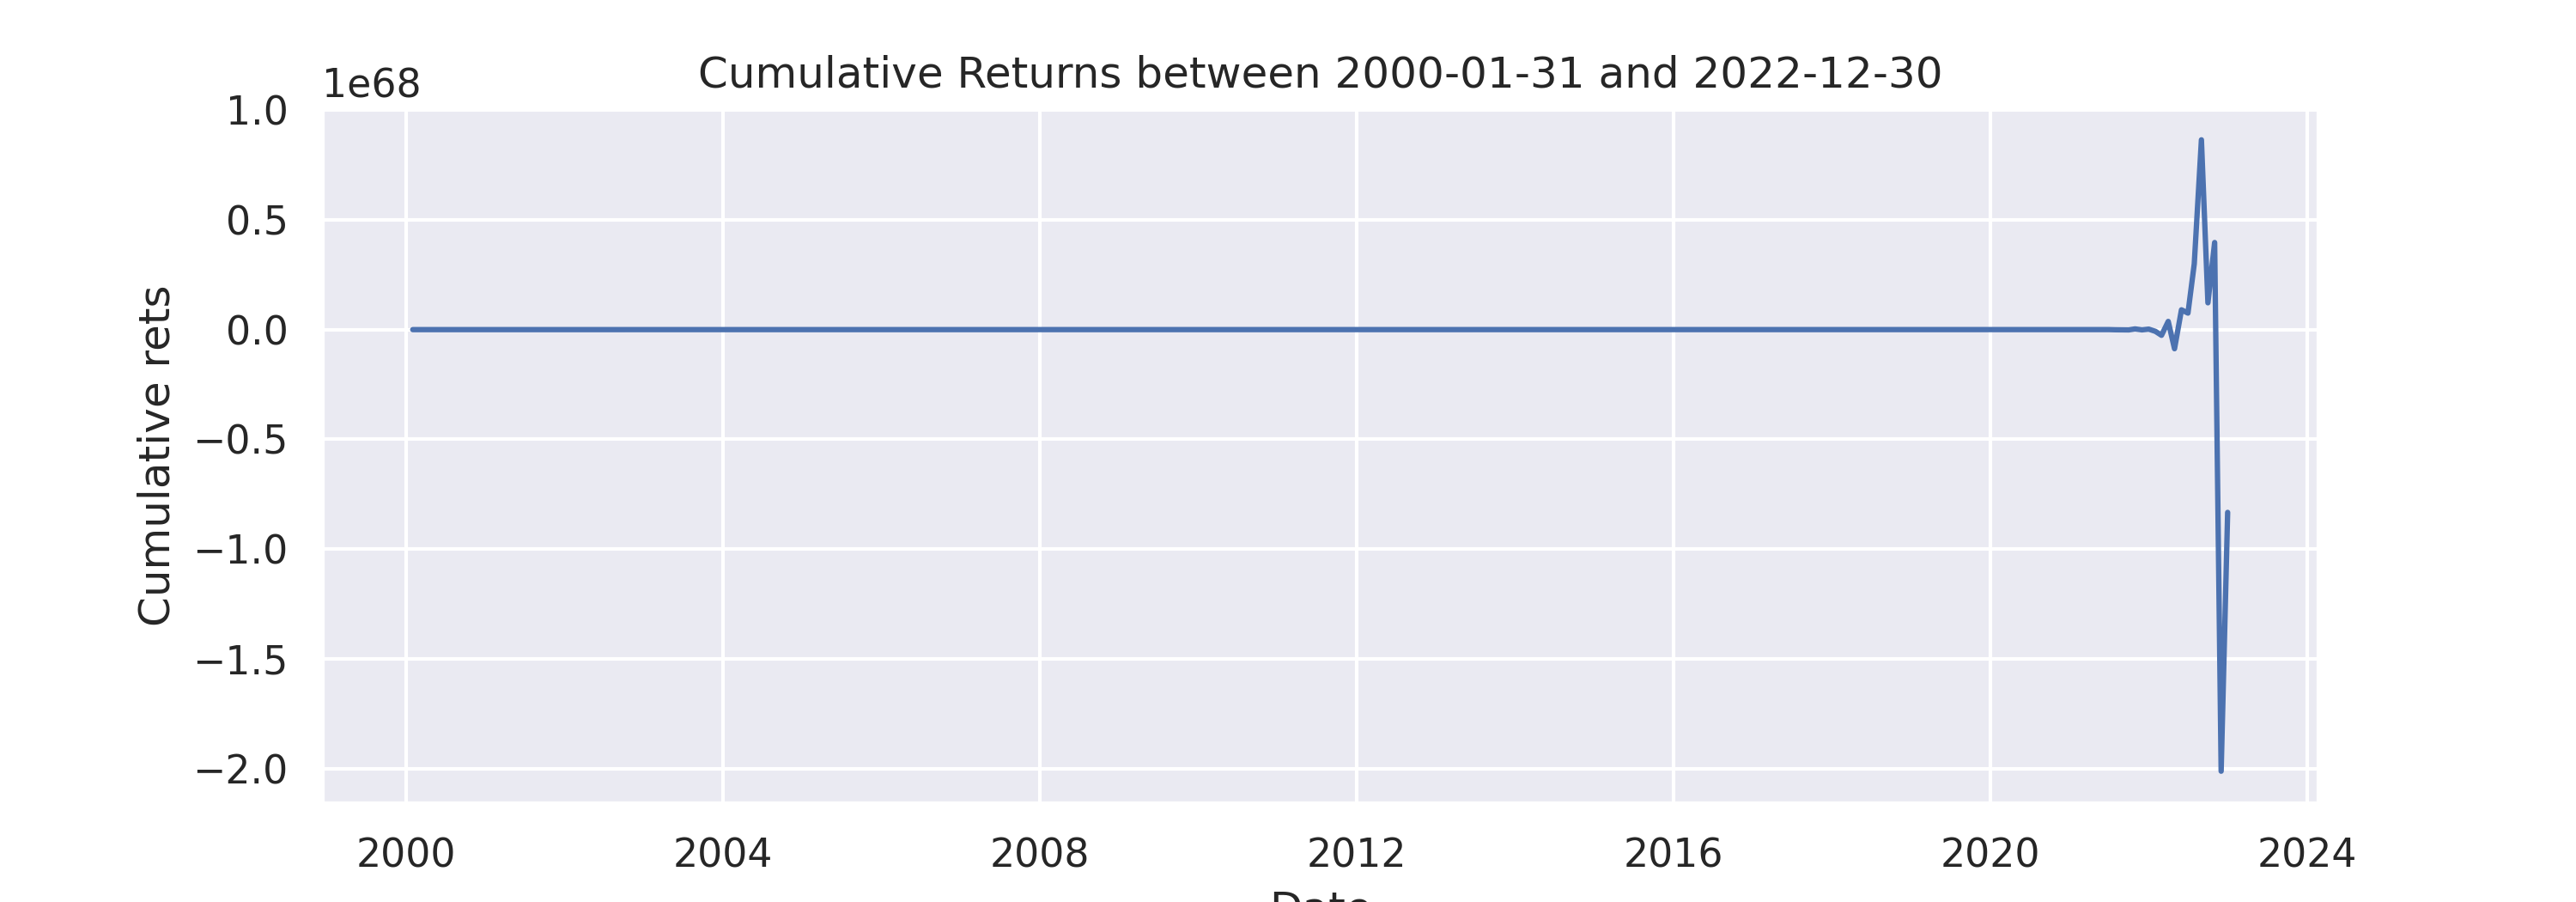 Cumulative Returns between 2000-01-31 and 2022-12-30
1e68
1.0
0.5
0.0
−0.5
−1.0
−1.5
−2.0
Cumulative rets
2000 2004 2008 2012 2016 2020 2024
Date